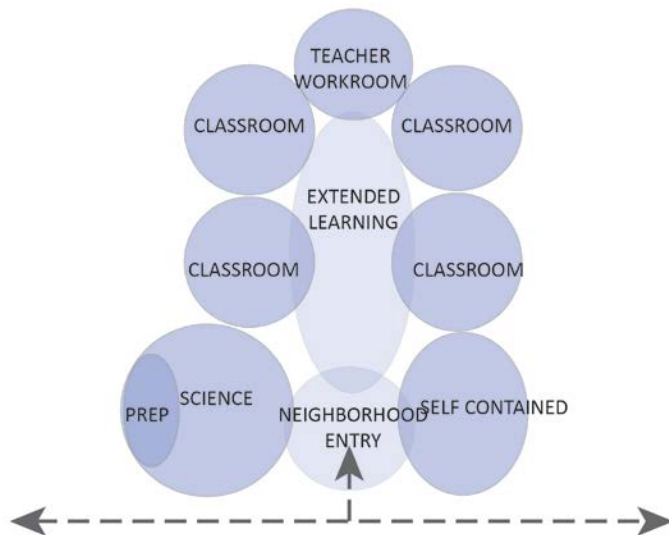 TEACHER
WORKROOM
CLASSROOM
CLASSROOM
EXTENDED
LEARNING
CLASSROOM
CLASSROOM
SCIENCE
PREP
NEIGHBORHOOD
ENTRY
SELF CONTAINED